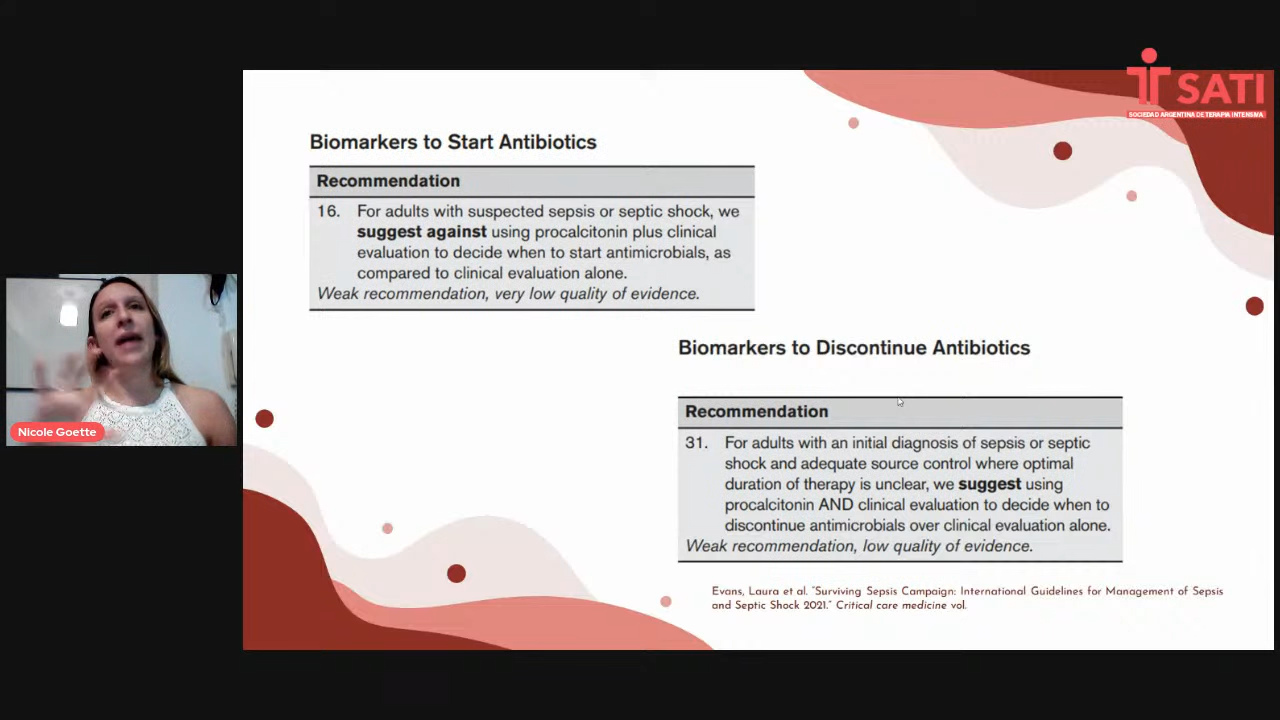 SATI
SOCIEDAD ARGENTINA DE TERAPIA INTENSIVA
Biomarkers to Start Antibiotics
Recommendation
16. For adults with suspected sepsis or septic shock, we
suggest against using procalcitonin plus clinical
evaluation to decide when to start antimicrobials, as
compared to clinical evaluation alone.
Weak recommendation, very low quality of evidence.
Biomarkers to Discontinue Antibiotics
Recommendation
31. For adults with an initial diagnosis of sepsis or septic
shock and adequate source control where optimal
duration of therapy is unclear, we suggest using
procalcitonin AND clinical evaluation to decide when to
discontinue antimicrobials over clinical evaluation alone.
Weak recommendation, low quality of evidence.
Evans, Laura et al. “Surviving Sepsis Campaign: International Guidelines for Management of Sepsis
and Septic Shock 2021.” Critical care medicine vol.
Nicole Goette